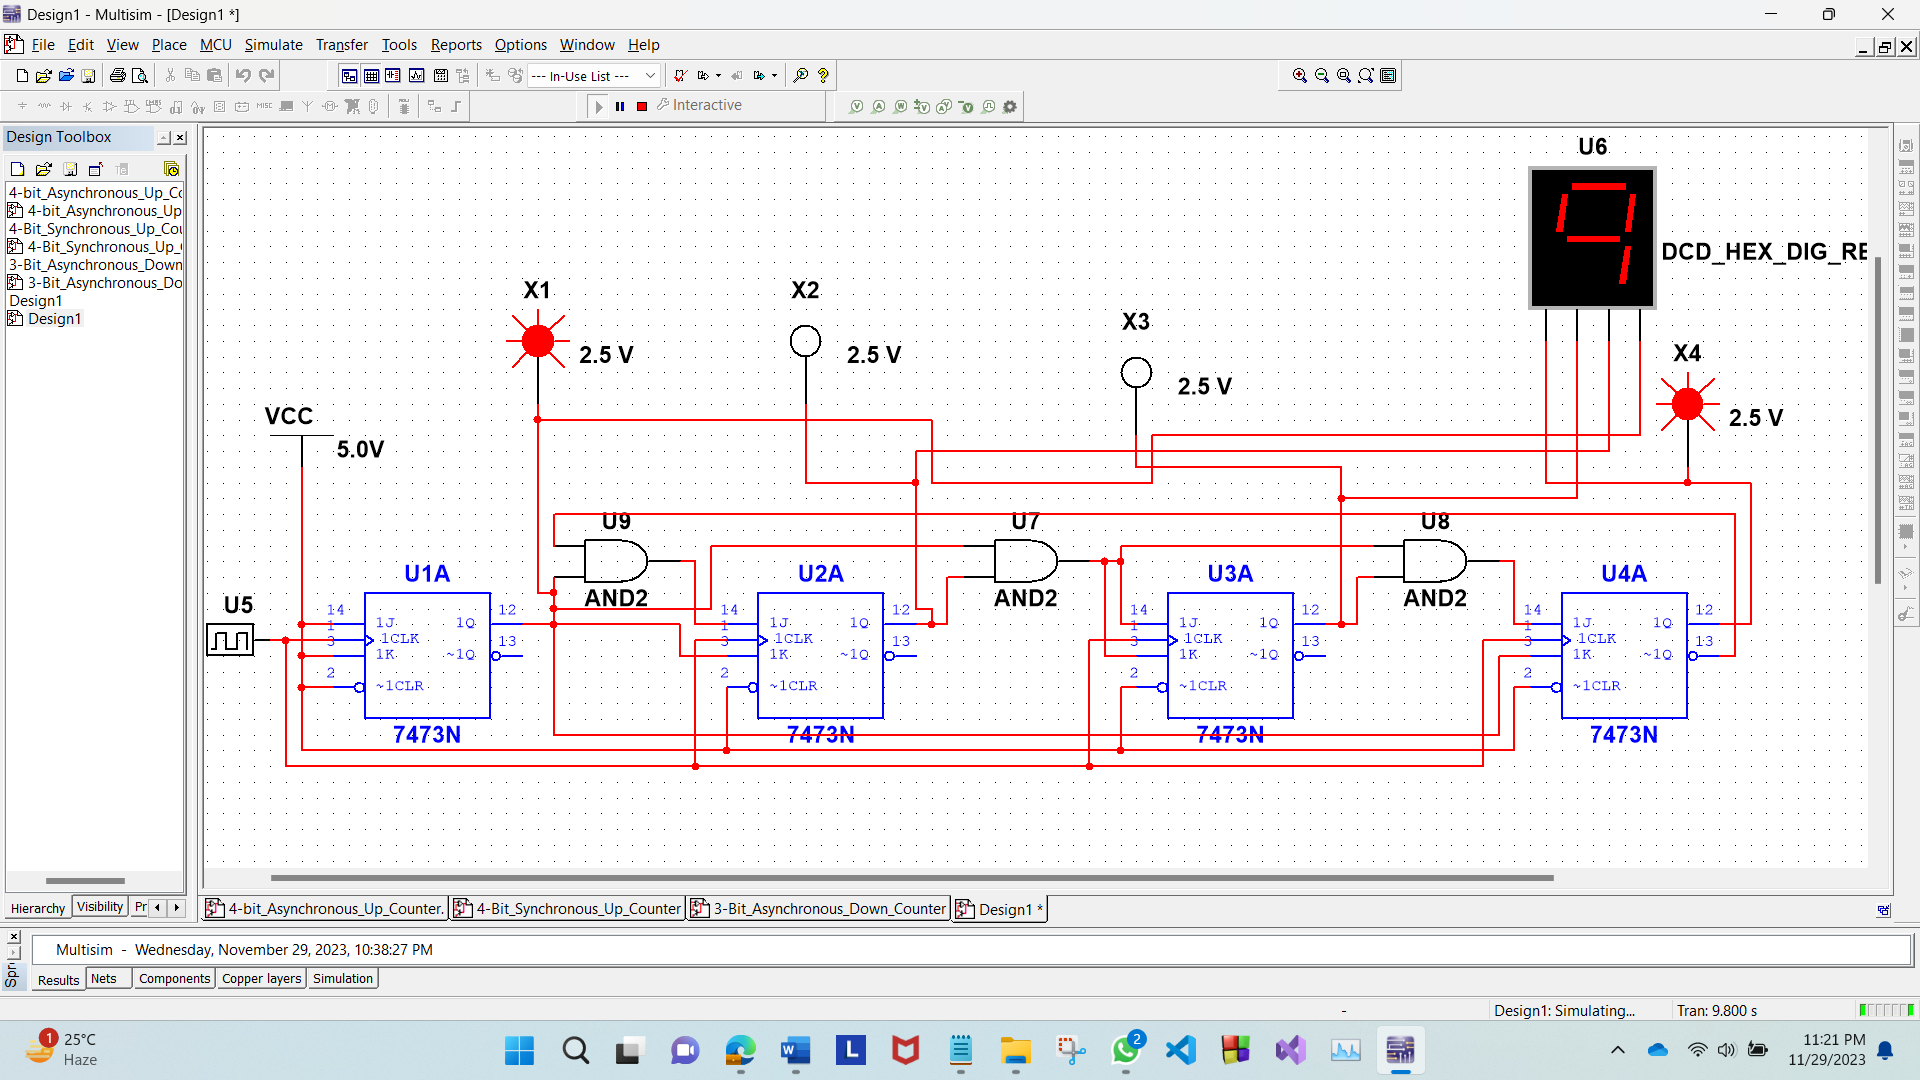 Design1 - Multisim - [Design1 *]
File Edit View Place MCU Simulate Transfer Tools Reports Options Window Help
--- In-Use List ---
Interactive
Design Toolbox
4-bit_Asynchronous_Up_Co
4-bit_Asynchronous_Up
4-Bit_Synchronous_Up_Cou
4-Bit_Synchronous_Up_
3-Bit_Asynchronous_Down
3-Bit_Asynchronous_Do
Design1
Design1
Hierarchy Visibility Pr
U6
9
DCD_HEX_DIG_RE
X1
2.5 V
X2
2.5 V
X3
2.5 V
X4
2.5 V
VCC
5.0V
U9
AND2
U7
AND2
U8
AND2
U5
U1A
14 1J 1Q 12
1 1CLK 13
3 1K ~1Q
2 ~1CLR
7473N
U2A
14 1J 1Q 12
1 1CLK 13
3 1K ~1Q
2 ~1CLR
7473N
U3A
14 1J 1Q 12
1 1CLK 13
3 1K ~1Q
2 ~1CLR
7473N
U4A
14 1J 1Q 12
1 1CLK 13
3 1K ~1Q
2 ~1CLR
7473N
4-bit_Asynchronous_Up_Counter. 4-Bit_Synchronous_Up_Counter 3-Bit_Asynchronous_Down_Counter Design1 *
Multisim - Wednesday, November 29, 2023, 10:38:27 PM
Spr
Results Nets Components Copper layers Simulation
- Design1: Simulating... Tran: 9.800 s
1
25°C
Haze
2
11:21 PM
11/29/2023